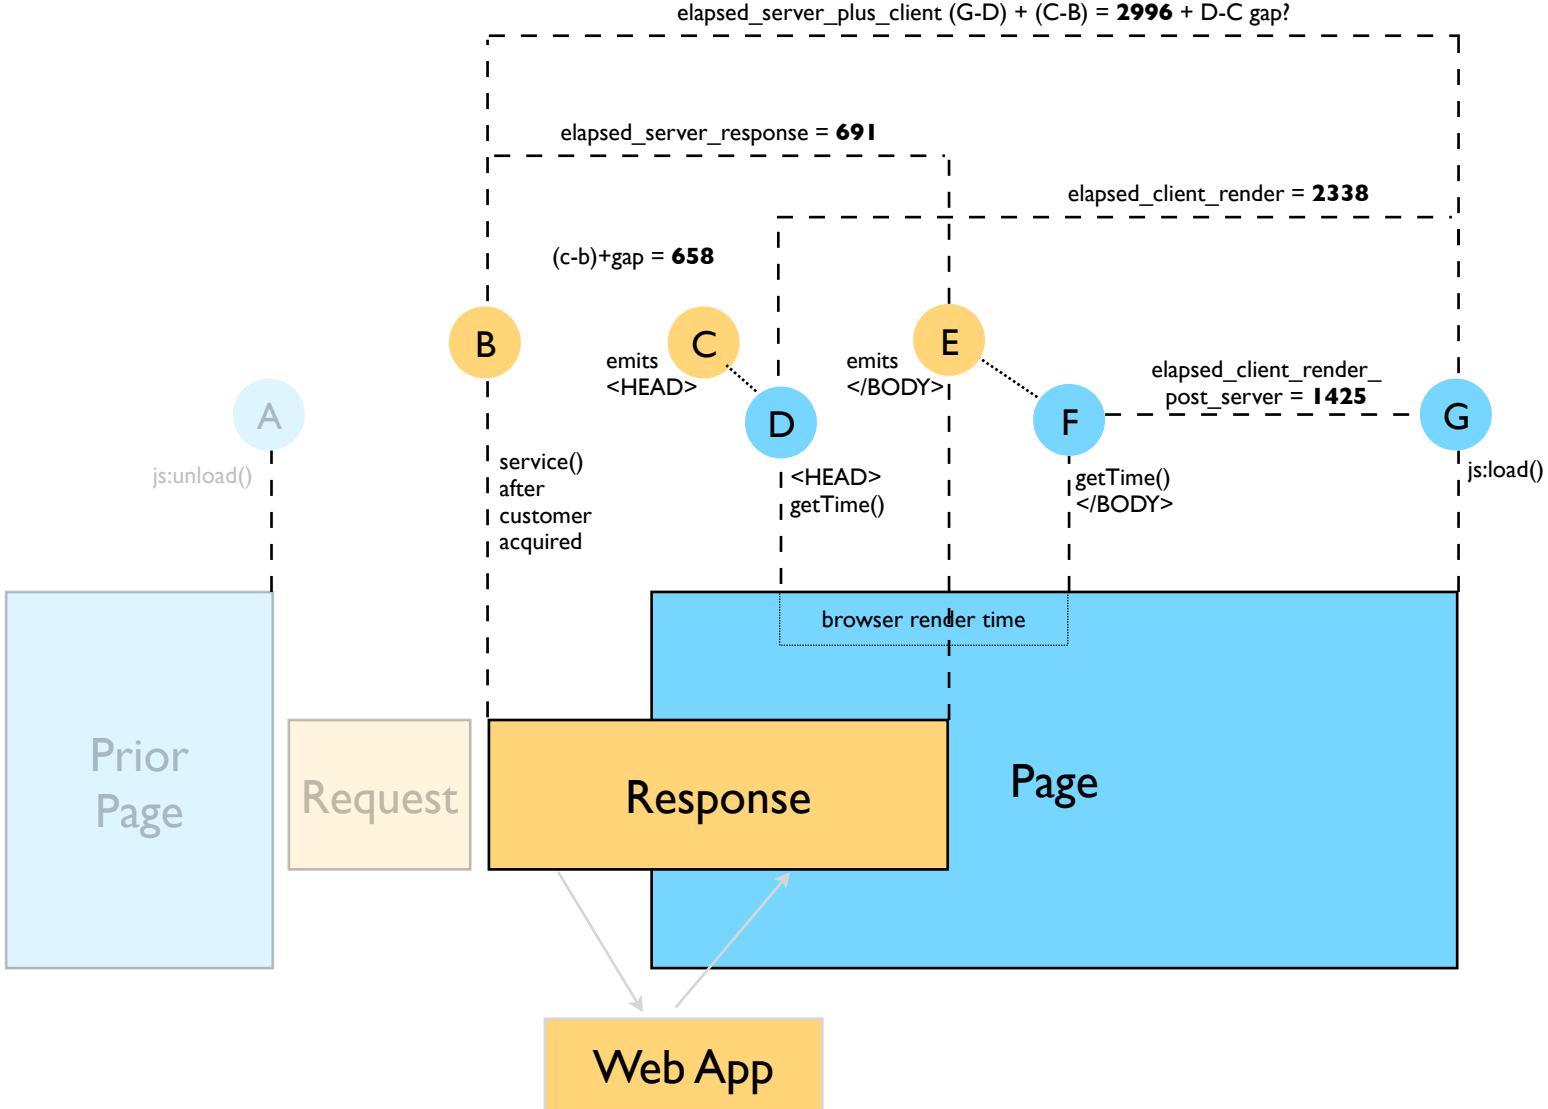 elapsed_server_plus_client (G-D) + (C-B) = 2996 + D-C gap?
elapsed_server_response = 691
elapsed_client_render = 2338
(c-b)+gap = 658
B
C
E
emits
<HEAD>
emits
</BODY>
elapsed_client_render_
post_server = 1425
A
D
F
G
js:unload()
service()
after
customer
acquired
<HEAD>
getTime()
getTime()
</BODY>
js:load()
browser render time
Prior
Page
Request
Response
Page
Web App